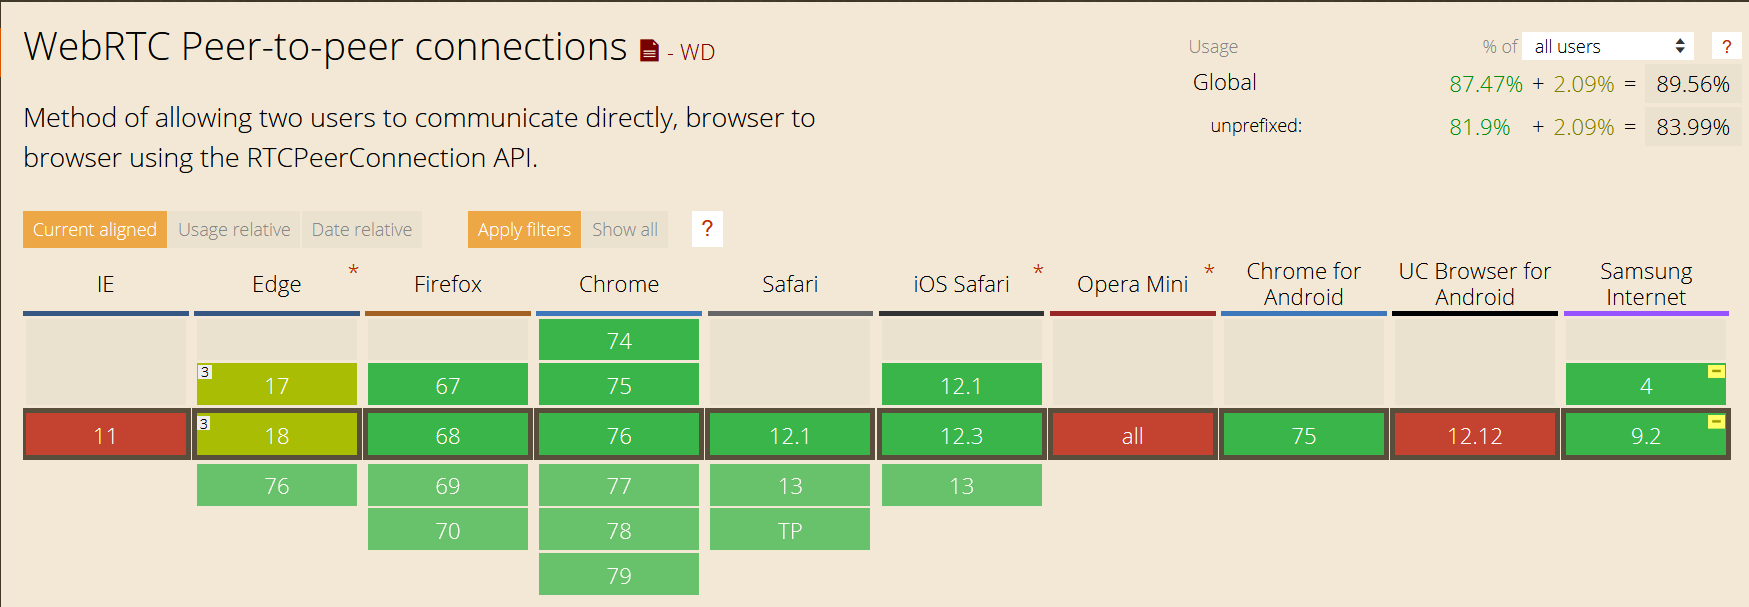 WebRTC Peer-to-peer connections - WD
Usage % of all users ?
Global 87.47% + 2.09% = 89.56%
unprefixed: 81.9% + 2.09% = 83.99%
Method of allowing two users to communicate directly, browser to
browser using the RTCPeerConnection API.
Current aligned Usage relative Date relative Apply filters Show all ?
IE Edge * Firefox Chrome Safari iOS Safari * Opera Mini * Chrome for Android UC Browser for Android Samsung Internet
74
3 17 67 75 12.1 4 −
11 3 18 68 76 12.1 12.3 all 75 12.12 9.2 −
76 69 77 13 13
70 78 TP
79